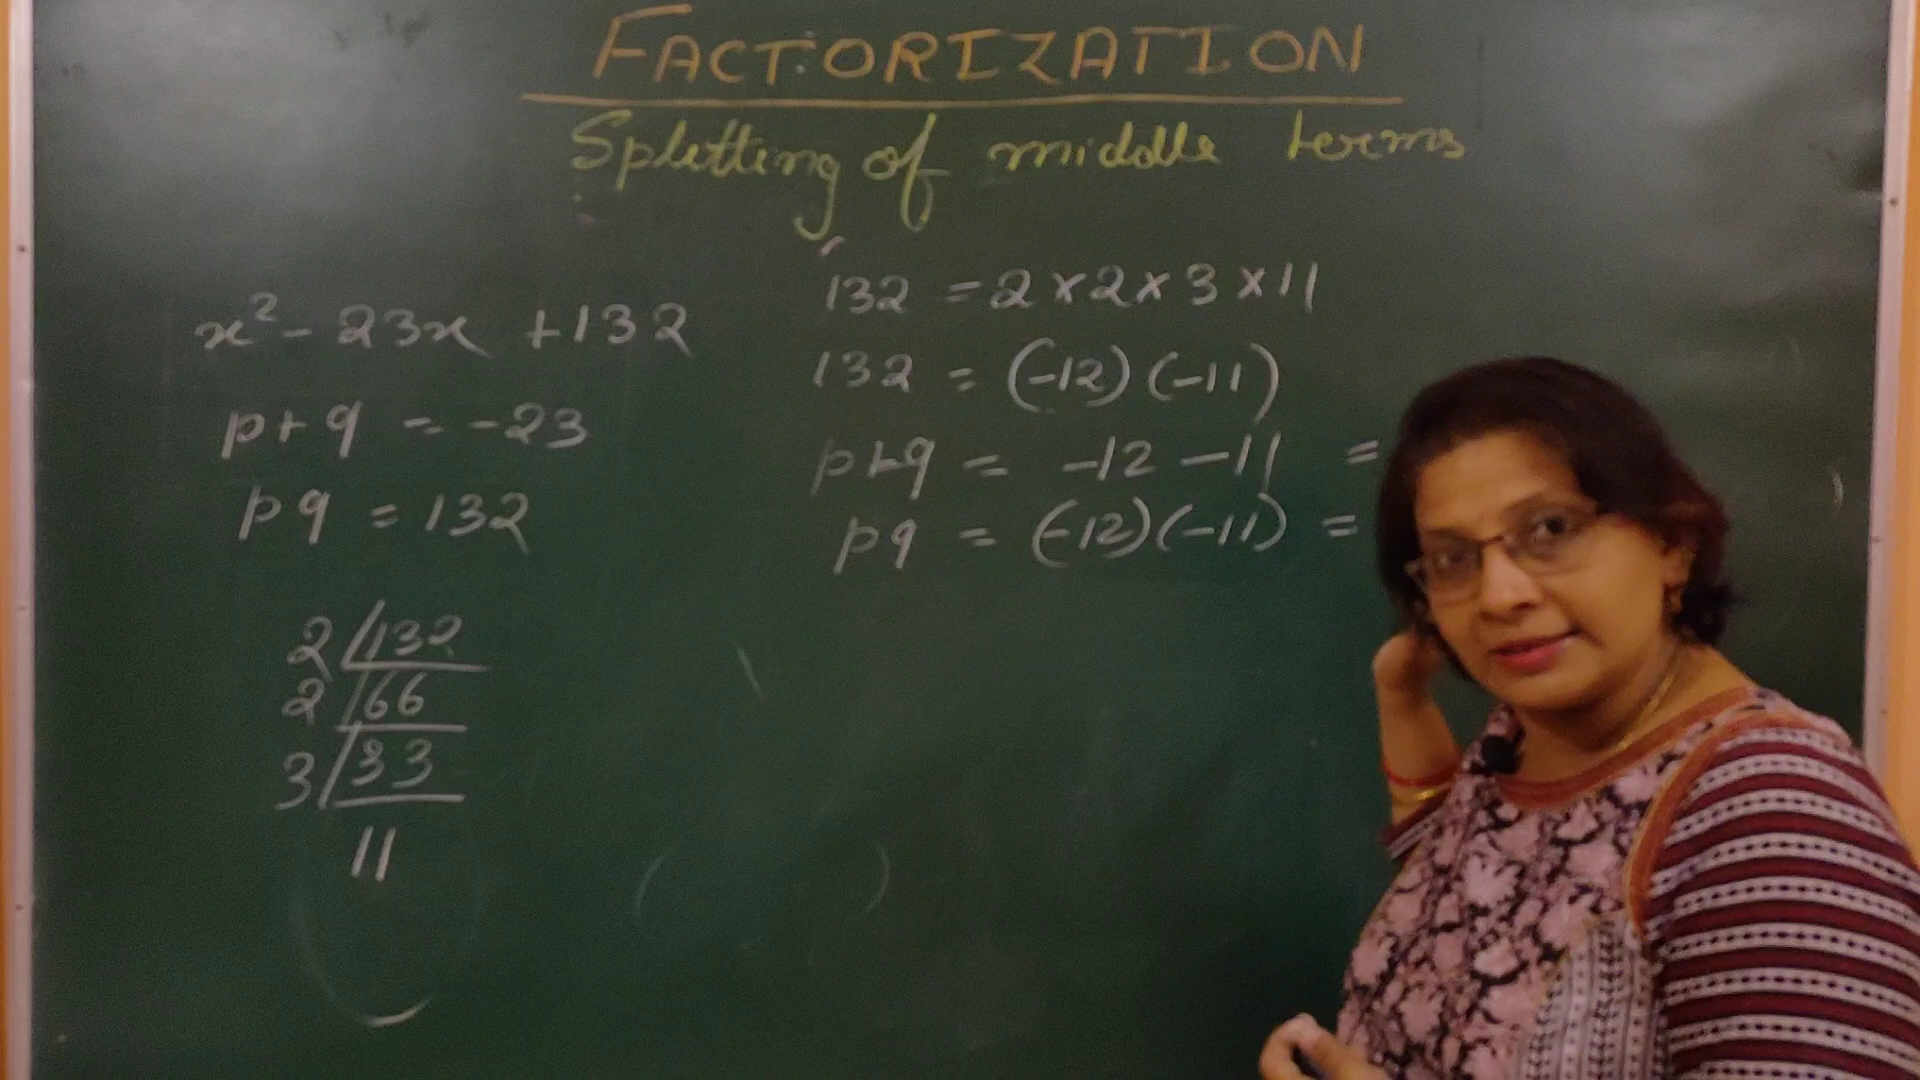 FACTORIZATION
Splitting of middle terms
x² - 23x + 132
p+q = -23
pq = 132
2 132
2 66
3 33
11
132 = 2 × 2 × 3 × 11
132 = (-12) (-11)
p+q = -12 -11 =
pq = (-12) (-11) =